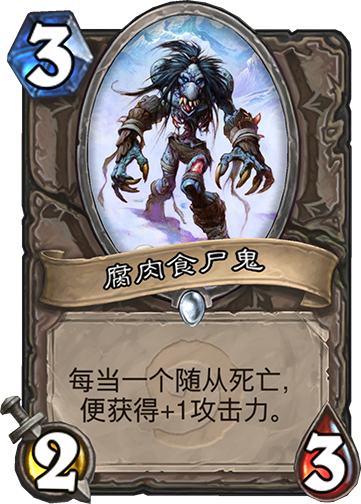 3
腐肉食尸鬼
每当一个随从死亡，
便获得+1攻击力。
2
3